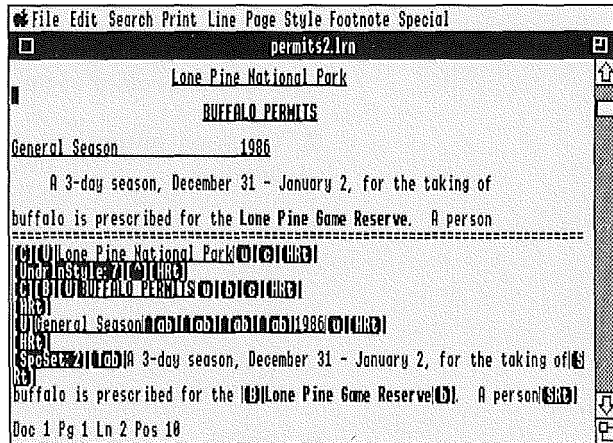 File Edit Search Print Line Page Style Footnote Special
permits2.lrn
Lone Pine National Park
BUFFALO PERMITS
General Season 1986
A 3-day season, December 31 - January 2, for the taking of
buffalo is prescribed for the Lone Pine Game Reserve. A person
[C][U]Lone Pine National Park[u][c][HRt]
[UndrlnStyle:7][^][HRt]
[C][B][U]BUFFALO PERMITS[u][b][c][HRt]
[HRt]
[U]General Season[Tab][Tab][Tab][Tab]1986[u][HRt]
[HRt]
[SpcSet:2][Tab]A 3-day season, December 31 - January 2, for the taking of[S
Rt]
buffalo is prescribed for the [B]Lone Pine Game Reserve[b]. A person[SRt]
Doc 1 Pg 1 Ln 2 Pos 10